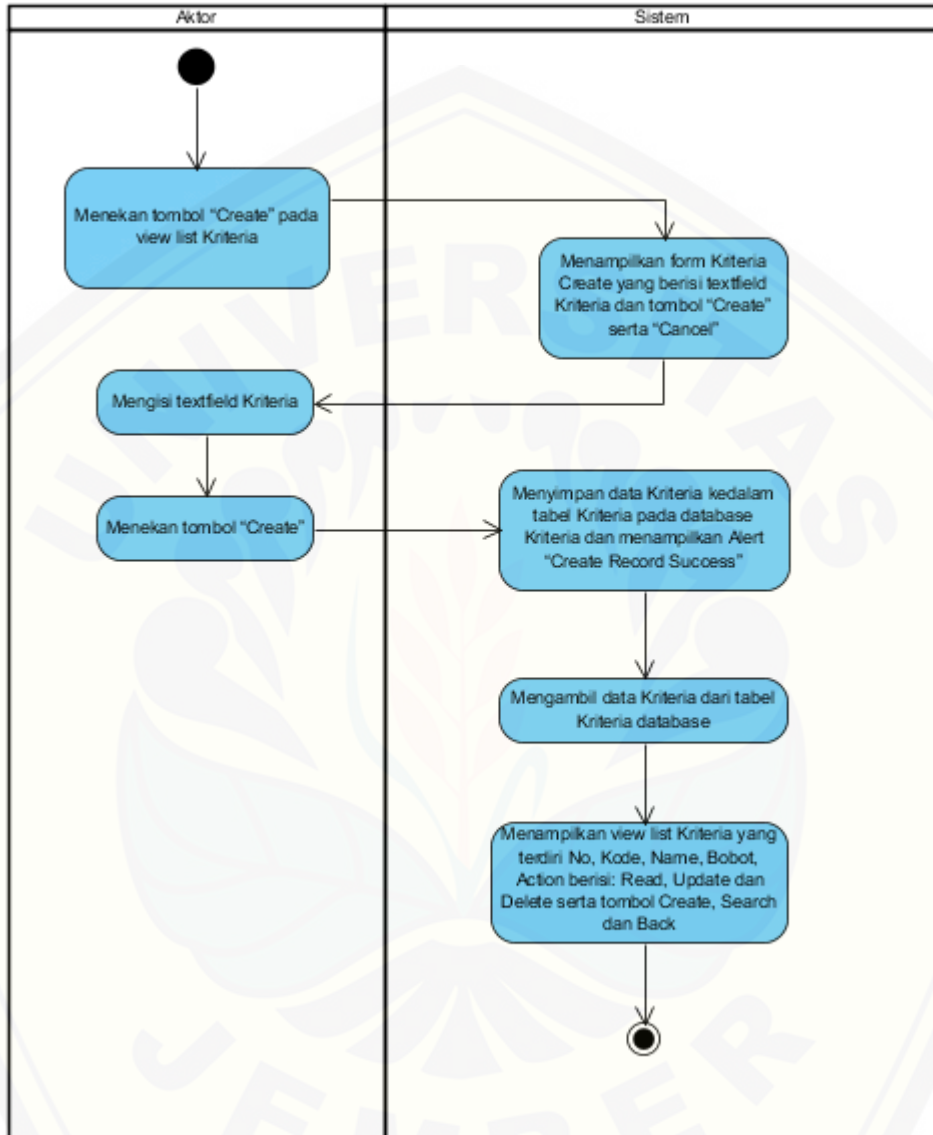 Aktor
Sistem
Menekan tombol “Create” pada
view list Kriteria
Menampilkan form Kriteria
Create yang berisi textfield
Kriteria dan tombol “Create”
serta “Cancel”
Mengisi textfield Kriteria
Menekan tombol “Create”
Menyimpan data Kriteria kedalam
tabel Kriteria pada database
Kriteria dan menampilkan Alert
“Create Record Success”
Mengambil data Kriteria dari tabel
Kriteria database
Menampilkan view list Kriteria yang
terdiri No, Kode, Name, Bobot,
Action berisi: Read, Update dan
Delete serta tombol Create, Search
dan Back
UNIVERSITAS
JEMBER